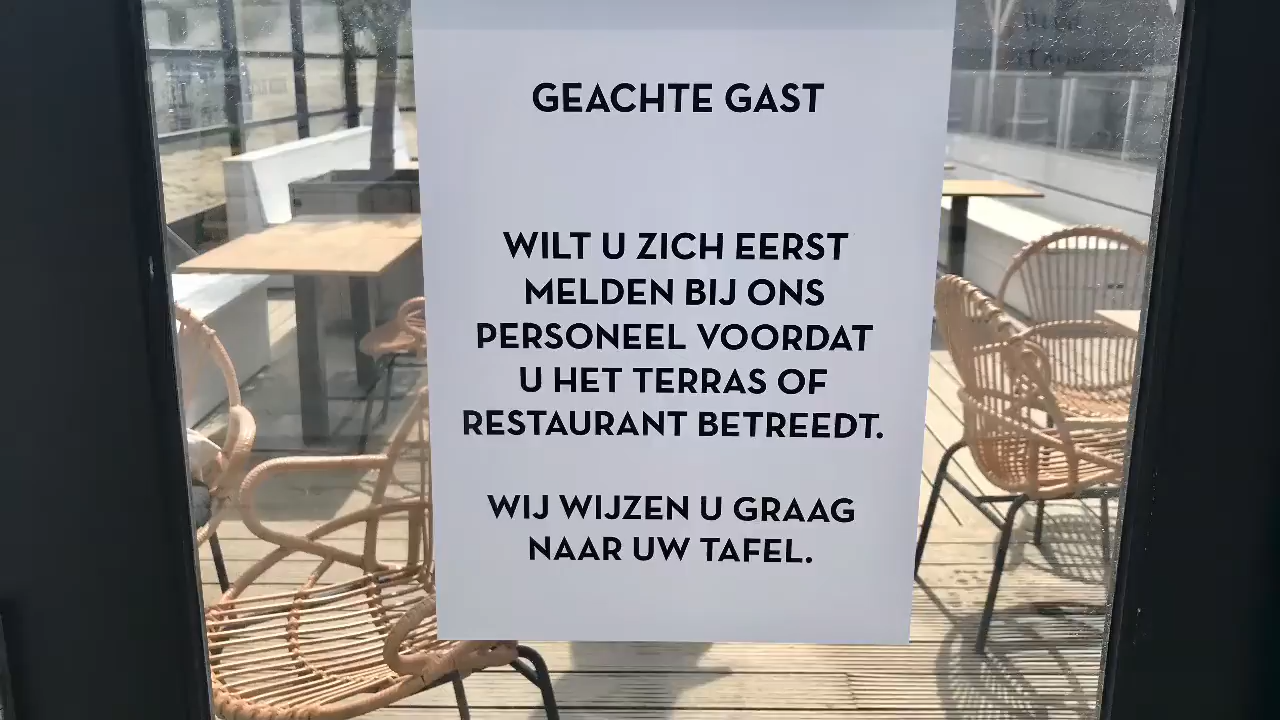 GEACHTE GAST
WILT U ZICH EERST
MELDEN BIJ ONS
PERSONEEL VOORDAT
U HET TERRAS OF
RESTAURANT BETREEDT.
WIJ WIJZEN U GRAAG
NAAR UW TAFEL.